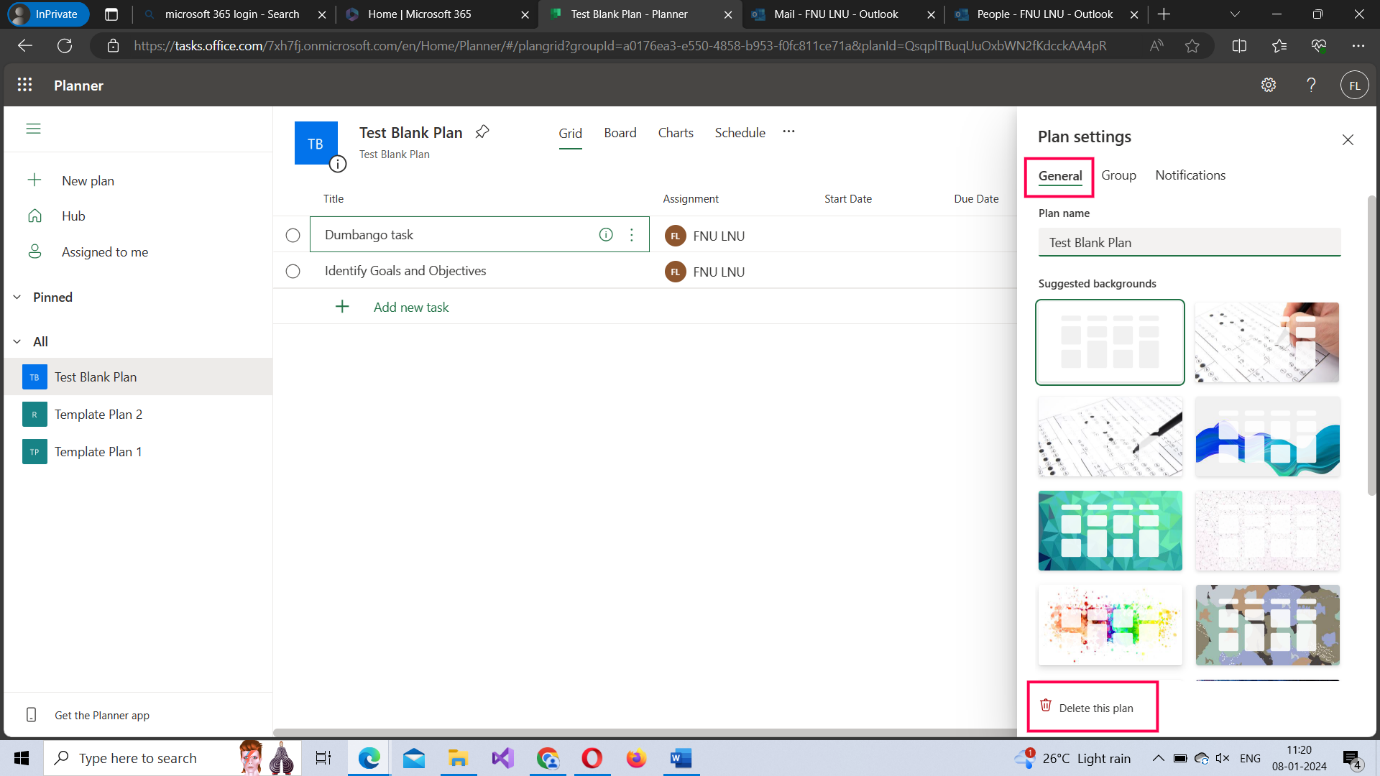 InPrivate
microsoft 365 login - Search
Home | Microsoft 365
Test Blank Plan - Planner
Mail - FNU LNU - Outlook
People - FNU LNU - Outlook
https://tasks.office.com/7xh7fj.onmicrosoft.com/en/Home/Planner/#/plangrid?groupId=a0176ea3-e550-4858-b953-f0fc811ce71a&planId=QsqplTBuqUuOxbWN2fKdcckAA4pR
Planner
FL
New plan
Hub
Assigned to me
Pinned
All
TB Test Blank Plan
R Template Plan 2
TP Template Plan 1
Get the Planner app
TB
Test Blank Plan
Test Blank Plan
Grid Board Charts Schedule
Title Assignment Start Date Due Date
Dumbango task FL FNU LNU
Identify Goals and Objectives FL FNU LNU
Add new task
Plan settings
General Group Notifications
Plan name
Test Blank Plan
Suggested backgrounds
Delete this plan
Type here to search
1
26°C Light rain
ENG
11:20
08-01-2024
4